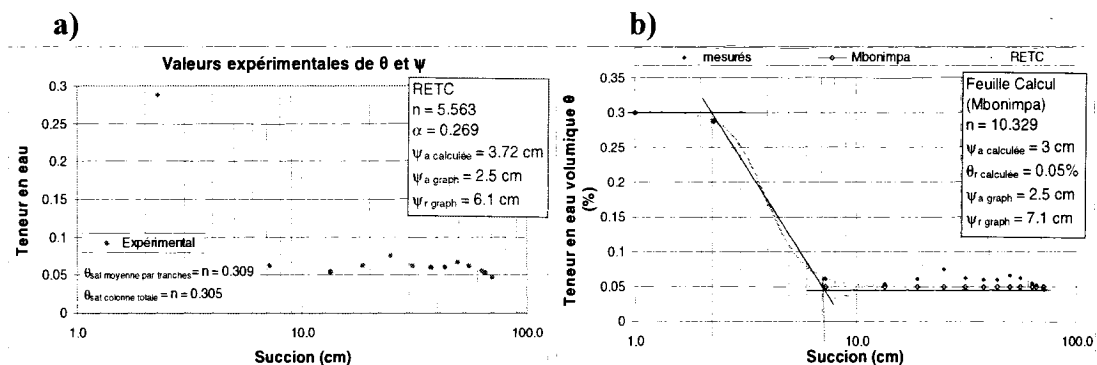 a)
Valeurs expérimentales de θ et ψ
0.3
0.25
0.2
0.15
0.1
0.05
0
Teneur en eau
RETC
n = 5.563
α = 0.269
Ψa calculée = 3.72 cm
Ψa graph = 2.5 cm
Ψr graph = 6.1 cm
Expérimental
θsat moyenne par tranches = n = 0.309
θsat colonne totale = n = 0.305
1.0 10.0 100.0
Succion (cm)
b)
mesurés Mbonimpa RETC
0.35
0.3
0.25
0.2
0.15
0.1
0.05
0
Teneur en eau volumique θ
(%)
Feuille Calcul
(Mbonimpa)
n = 10.329
Ψa calculée = 3 cm
θr calculée = 0.05%
Ψa graph = 2.5 cm
Ψr graph = 7.1 cm
1.0 10.0 100.0
Succion (cm)